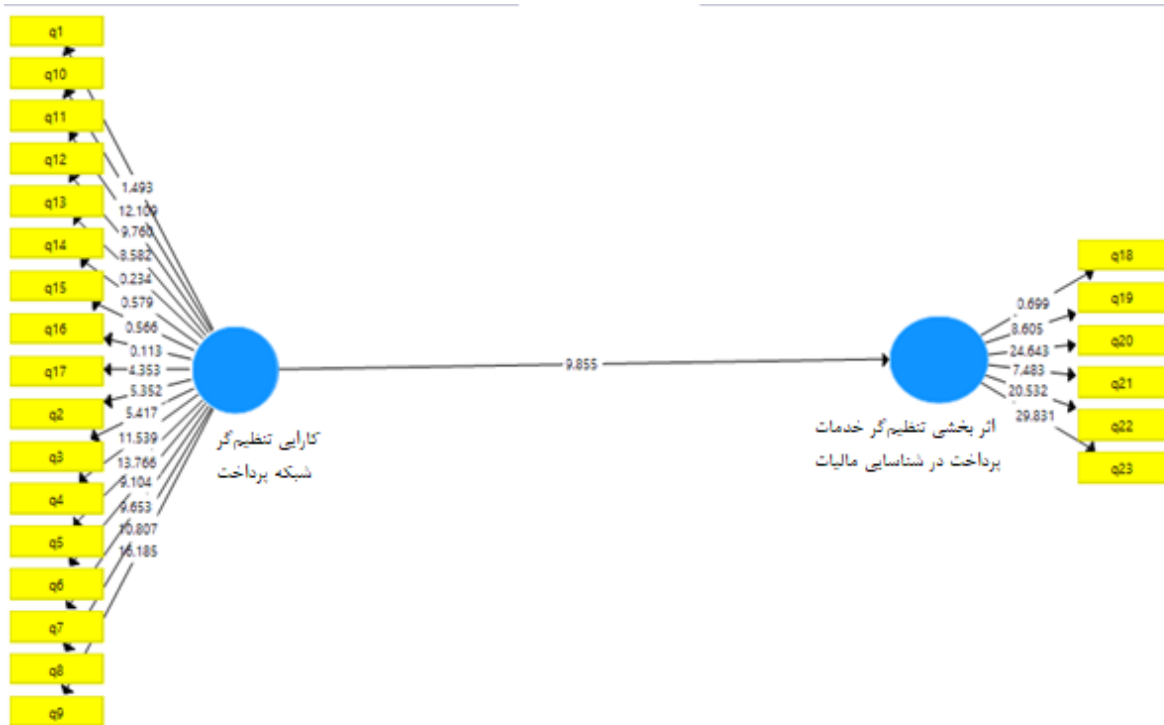 q1
q10
q11
q12
q13
q14
q15
q16
q17
q2
q3
q4
q5
q6
q7
q8
q9
1.493
12.109
9.760
8.582
0.234
0.579
0.566
0.113
4.353
5.352
5.417
11.539
13.766
9.104
9.653
10.807
16.185
کارآیی تنظیم‌گر
شبکه پرداخت
9.855
اثر بخشی تنظیم‌گر خدمات
پرداخت در شناسایی مالیات
0.699
8.605
24.643
7.483
20.532
29.831
q18
q19
q20
q21
q22
q23